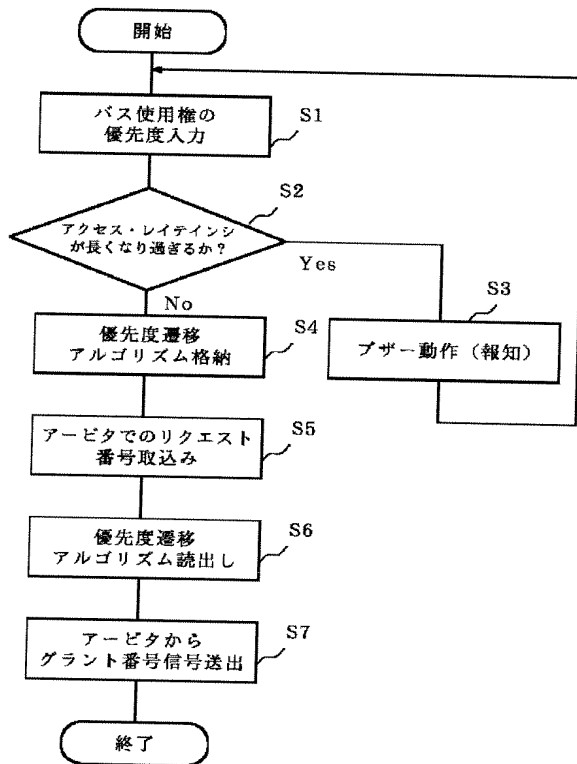 開始
バス使用権の
優先度入力
S1
S2
アクセス・レイテインシ
が長くなり過ぎるか?
Yes
No
S3
ブザー動作(報知)
優先度遷移
アルゴリズム格納
S4
アービタでのリクエスト
番号取込み
S5
優先度遷移
アルゴリズム読出し
S6
アービタから
グラント番号信号送出
S7
終了